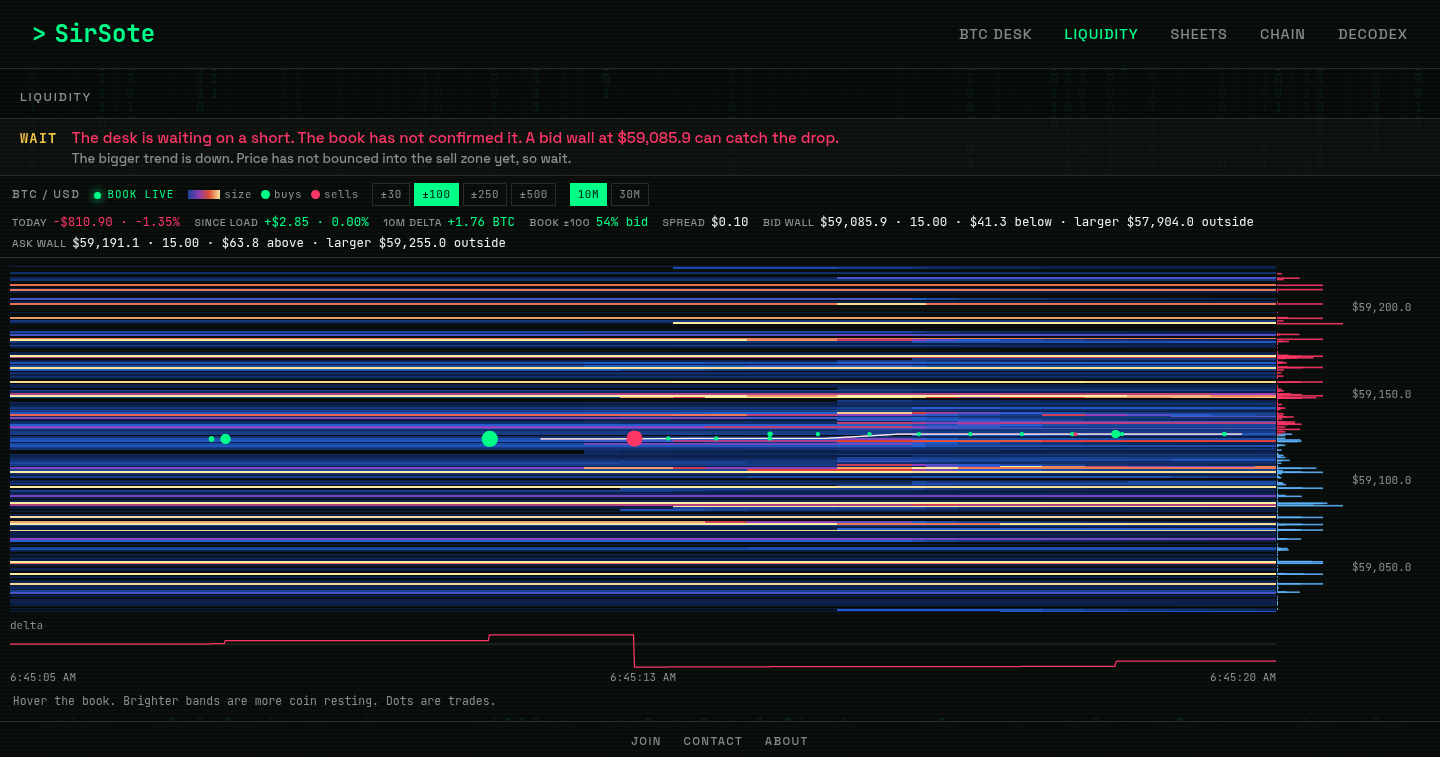 > SirSote
BTC DESK LIQUIDITY SHEETS CHAIN DECODEX
LIQUIDITY
WAIT The desk is waiting on a short. The book has not confirmed it. A bid wall at $59,085.9 can catch the drop.
The bigger trend is down. Price has not bounced into the sell zone yet, so wait.
BTC / USD BOOK LIVE size buys sells ±30 ±100 ±250 ±500 10M 30M
TODAY -$810.90 · -1.35% SINCE LOAD +$2.85 · 0.00% 10M DELTA +1.76 BTC BOOK ±100 54% bid SPREAD $0.10 BID WALL $59,085.9 · 15.00 · $41.3 below · larger $57,904.0 outside
ASK WALL $59,191.1 · 15.00 · $63.8 above · larger $59,255.0 outside
$59,200.0
$59,150.0
$59,100.0
$59,050.0
delta
6:45:05 AM 6:45:13 AM 6:45:20 AM
Hover the book. Brighter bands are more coin resting. Dots are trades.
JOIN CONTACT ABOUT